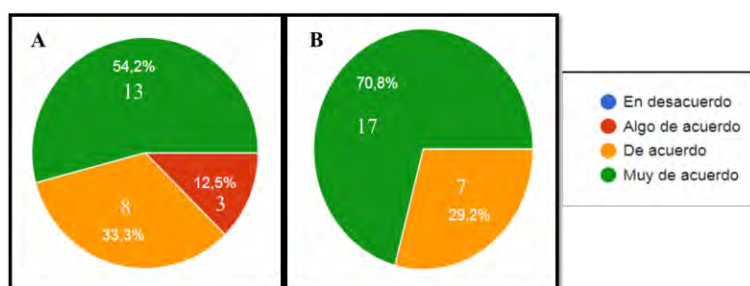 A
54,2%
13
12,5%
3
8
33,3%
B
70,8%
17
7
29,2%
En desacuerdo
Algo de acuerdo
De acuerdo
Muy de acuerdo